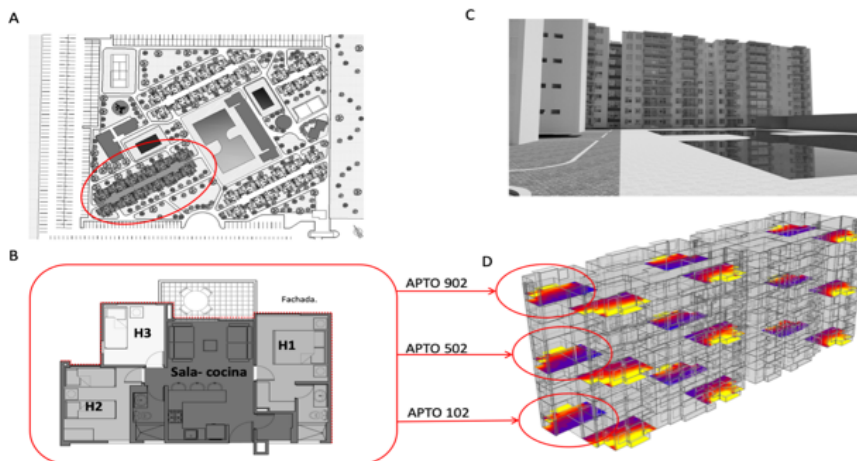 A
C
B
Fachada.
H3
H1
Sala- cocina
H2
APTO 902
D
APTO 502
APTO 102